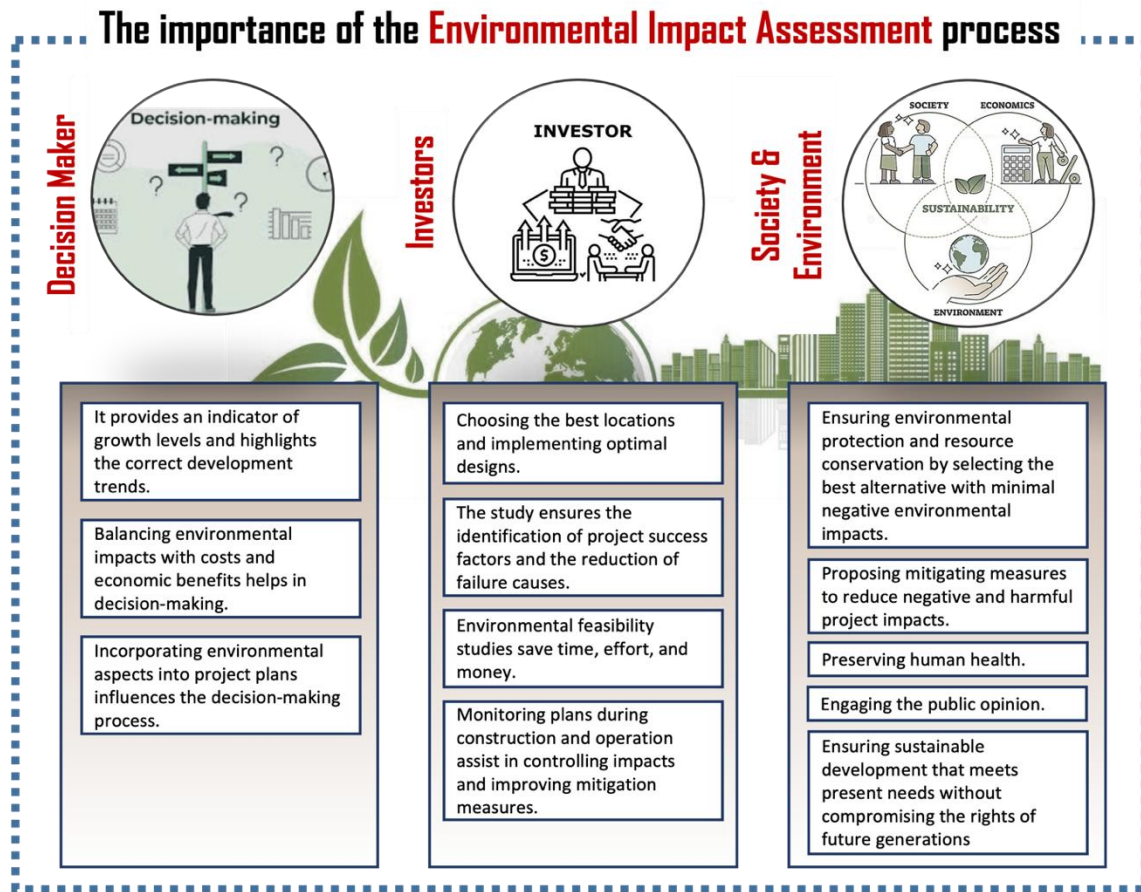 The importance of the Environmental Impact Assessment process
Decision Maker
Decision-making
?
?
?
It provides an indicator of
growth levels and highlights
the correct development
trends.
Balancing environmental
impacts with costs and
economic benefits helps in
decision-making.
Incorporating environmental
aspects into project plans
influences the decision-making
process.
Investors
INVESTOR
$
Choosing the best locations
and implementing optimal
designs.
The study ensures the
identification of project success
factors and the reduction of
failure causes.
Environmental feasibility
studies save time, effort, and
money.
Monitoring plans during
construction and operation
assist in controlling impacts
and improving mitigation
measures.
Society &
Environment
SOCIETY
ECONOMICS
SUSTAINABILITY
ENVIRONMENT
Ensuring environmental
protection and resource
conservation by selecting the
best alternative with minimal
negative environmental
impacts.
Proposing mitigating measures
to reduce negative and harmful
project impacts.
Preserving human health.
Engaging the public opinion.
Ensuring sustainable
development that meets
present needs without
compromising the rights of
future generations